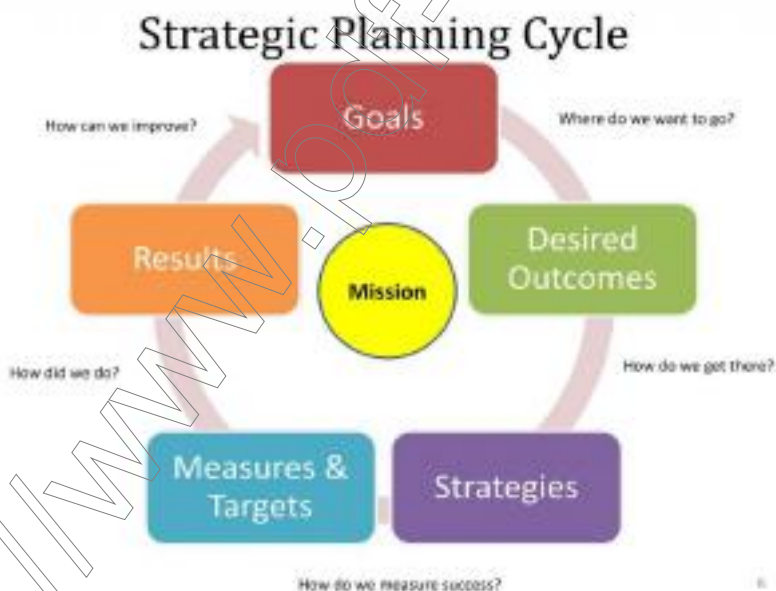 Strategic Planning Cycle
Goals
Where do we want to go?
Desired
Outcomes
How do we get there?
Strategies
How do we measure success?
Measures &
Targets
How did we do?
Results
How can we improve?
Mission